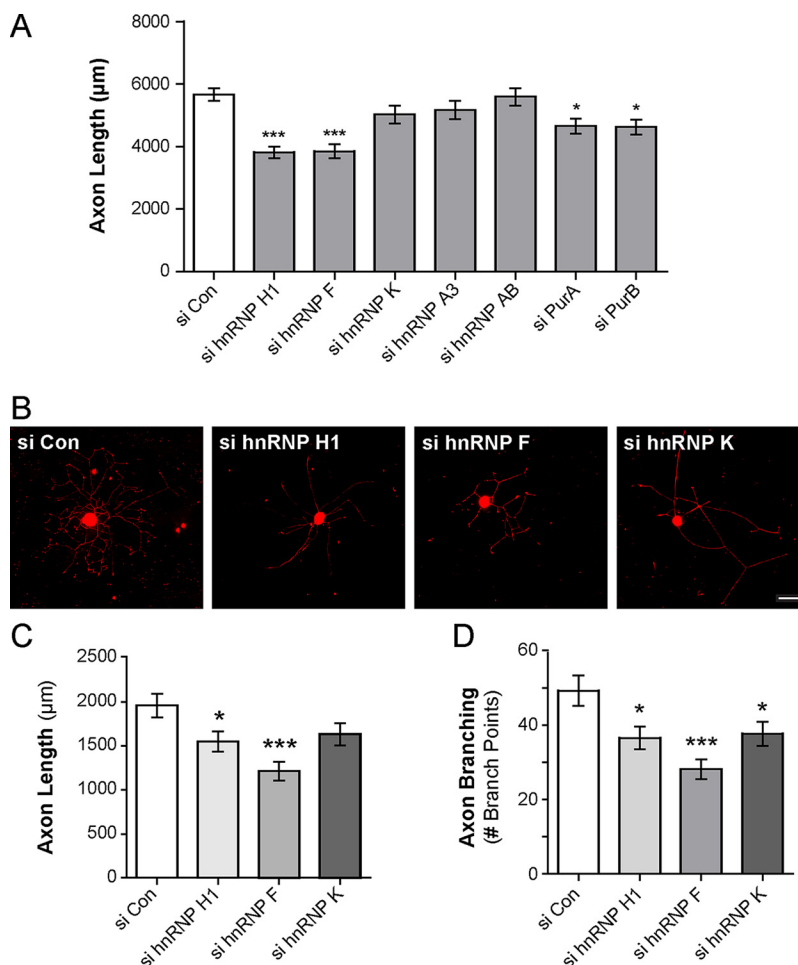 A
Axon Length (µm)
8000
6000
4000
2000
0
***
***
*
*
si Con
si hnRNP H1
si hnRNP F
si hnRNP K
si hnRNP A3
si hnRNP AB
si PurA
si PurB
B
si Con
si hnRNP H1
si hnRNP F
si hnRNP K
C
Axon Length (µm)
2500
2000
1500
1000
500
0
*
***
si Con
si hnRNP H1
si hnRNP F
si hnRNP K
D
Axon Branching
(# Branch Points)
60
40
20
0
*
***
*
si Con
si hnRNP H1
si hnRNP F
si hnRNP K